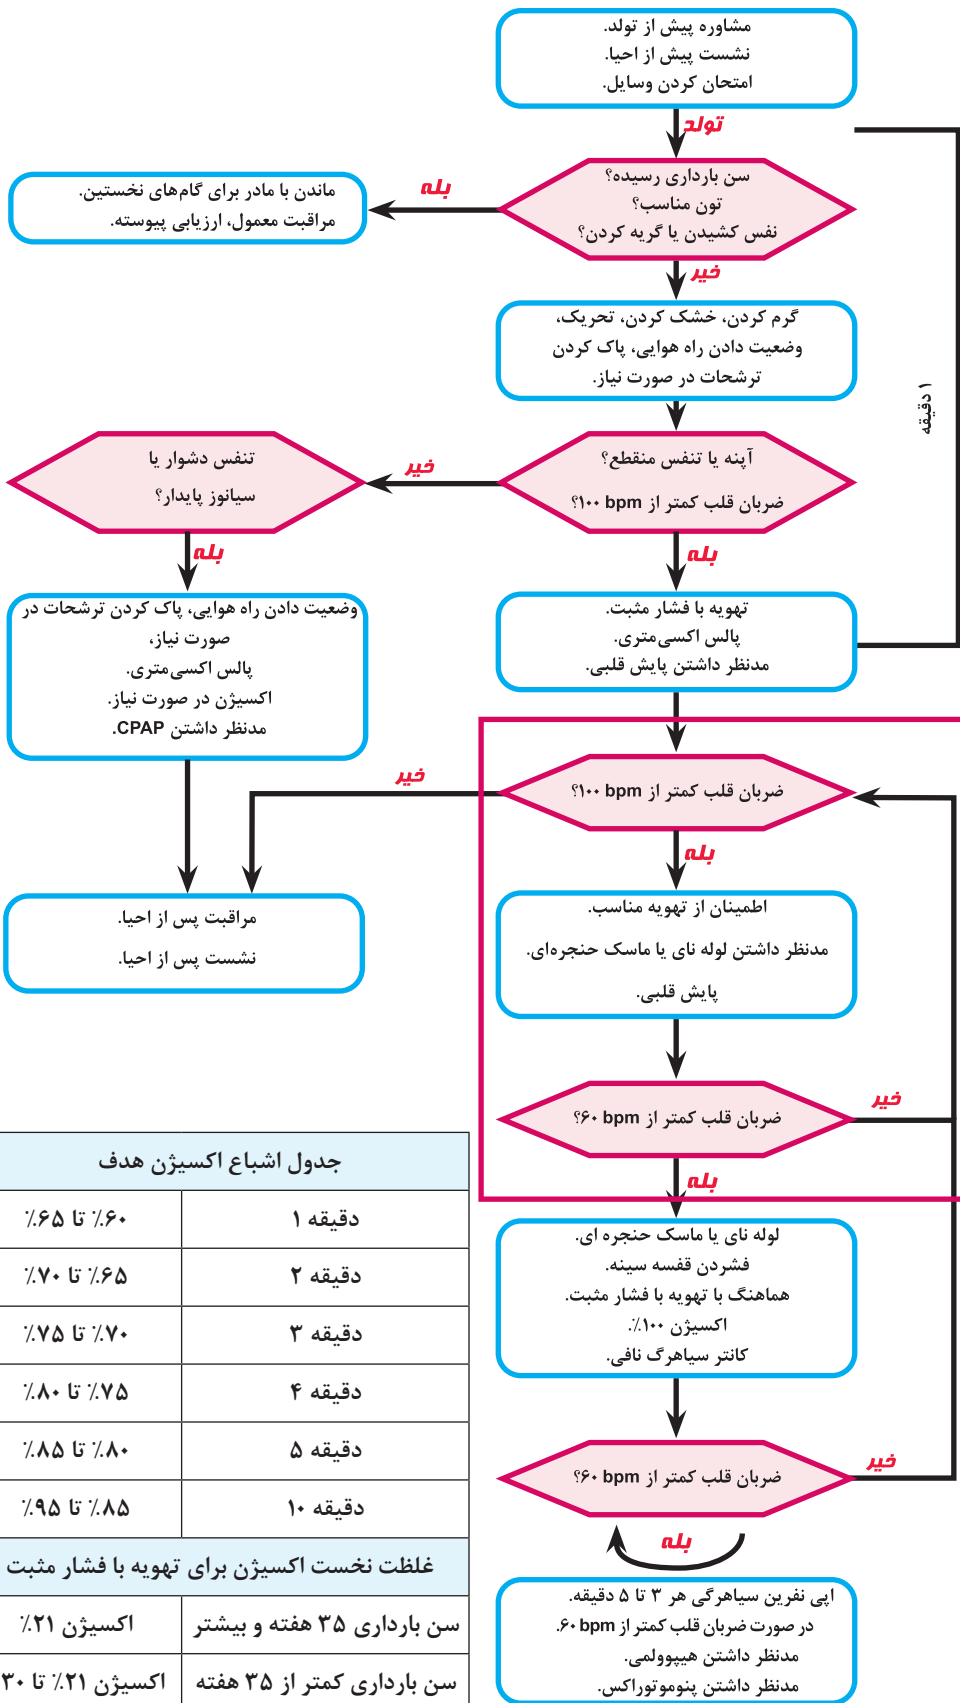 مشاوره پیش از تولد.
نشست پیش از احیا.
امتحان کردن وسایل.
تولد
سن بارداری رسیده؟
تون مناسب؟
نفس کشیدن یا گریه کردن؟
بله
ماندن با مادر برای گام‌های نخستین.
مراقبت معمول، ارزیابی پیوسته.
خیر
گرم کردن، خشک کردن، تحریک،
وضعیت دادن راه هوایی، پاک کردن
ترشحات در صورت نیاز.
۱ دقیقه
آپنه یا تنفس منقطع؟
ضربان قلب کمتر از ۱۰۰ bpm؟
خیر
تنفس دشوار یا
سیانوز پایدار؟
بله
بله
تهویه با فشار مثبت.
پالس اکسی‌متری.
مدنظر داشتن پایش قلبی.
وضعیت دادن راه هوایی، پاک کردن ترشحات در
صورت نیاز،
پالس اکسی‌متری.
اکسیژن در صورت نیاز.
مدنظر داشتن CPAP.
ضربان قلب کمتر از ۱۰۰ bpm؟
خیر
بله
اطمینان از تهویه مناسب.
مدنظر داشتن لوله نای یا ماسک حنجره‌ای.
پایش قلبی.
مراقبت پس از احیا.
نشست پس از احیا.
ضربان قلب کمتر از ۶۰ bpm؟
خیر
بله
لوله نای یا ماسک حنجره ای.
فشردن قفسه سینه.
هماهنگ با تهویه با فشار مثبت.
اکسیژن ۱۰۰٪.
کانتر سیاهرگ نافی.
ضربان قلب کمتر از ۶۰ bpm؟
خیر
بله
اپی نفرین سیاهرگی هر ۳ تا ۵ دقیقه.
در صورت ضربان قلب کمتر از ۶۰ bpm.
مدنظر داشتن هیپوولمی.
مدنظر داشتن پنوموتوراکس.
جدول اشباع اکسیژن هدف
دقیقه ۱ ۶۰٪ تا ۶۵٪
دقیقه ۲ ۶۵٪ تا ۷۰٪
دقیقه ۳ ۷۰٪ تا ۷۵٪
دقیقه ۴ ۷۵٪ تا ۸۰٪
دقیقه ۵ ۸۰٪ تا ۸۵٪
دقیقه ۱۰ ۸۵٪ تا ۹۵٪
غلظت نخست اکسیژن برای تهویه با فشار مثبت
سن بارداری ۳۵ هفته و بیشتر اکسیژن ۲۱٪
سن بارداری کمتر از ۳۵ هفته اکسیژن ۲۱٪ تا ۳۰